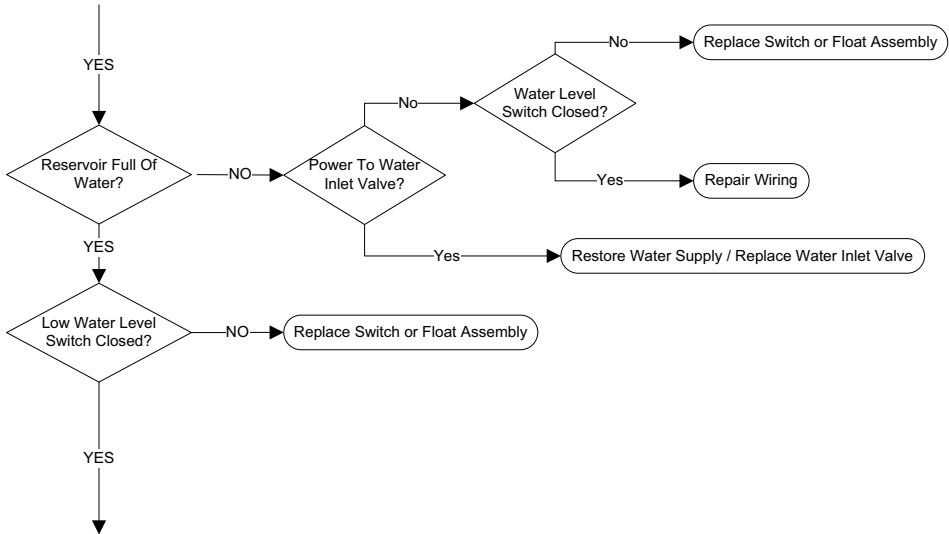 YES
No
Replace Switch or Float Assembly
Water Level
Switch Closed?
No
Reservoir Full Of
Water?
NO
Power To Water
Inlet Valve?
Yes
Repair Wiring
YES
Yes
Restore Water Supply / Replace Water Inlet Valve
Low Water Level
Switch Closed?
NO
Replace Switch or Float Assembly
YES